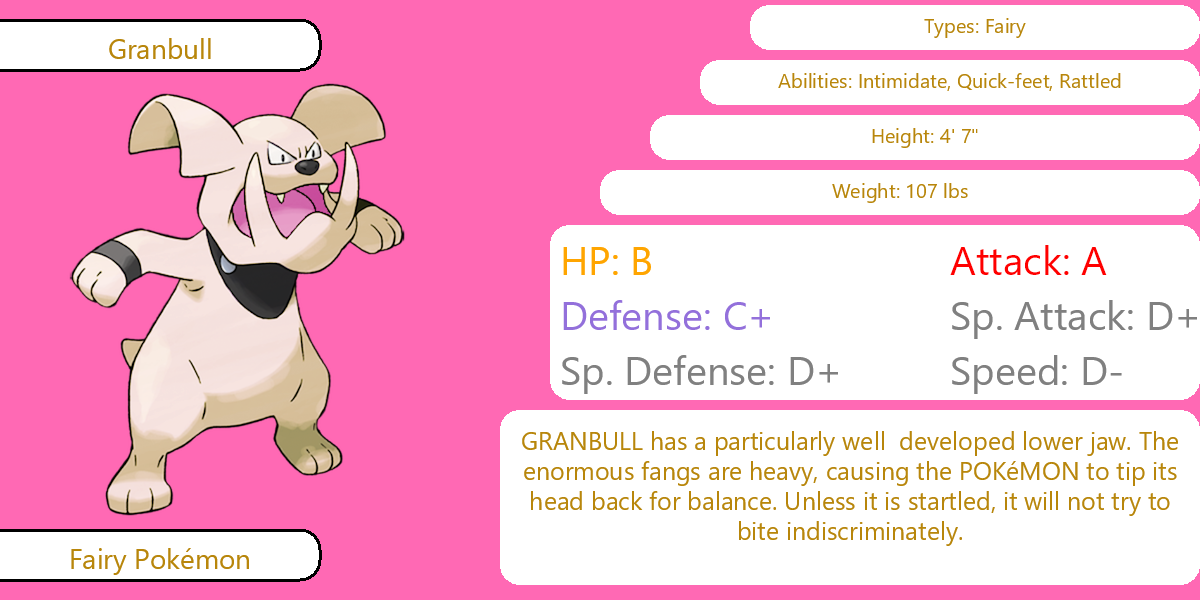 Granbull
Types: Fairy
Abilities: Intimidate, Quick-feet, Rattled
Height: 4' 7"
Weight: 107 lbs
HP: B
Attack: A
Defense: C+
Sp. Attack: D+
Sp. Defense: D+
Speed: D-
GRANBULL has a particularly well  developed lower jaw. The
enormous fangs are heavy, causing the POKéMON to tip its
head back for balance. Unless it is startled, it will not try to
bite indiscriminately.
Fairy Pokémon